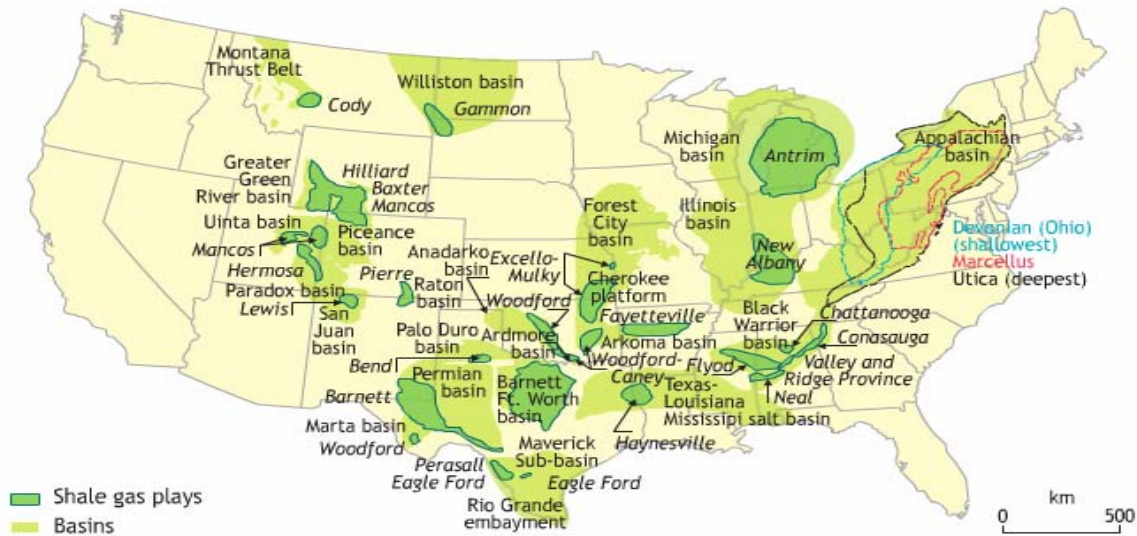 Montana
Thrust Belt
Cody
Williston basin
Gammon
Michigan
basin
Antrim
Appalachian
basin
Greater
Green
River basin
Hilliard
Baxter
Mancos
Uinta basin
Mancos
Piceance
basin
Hermosa
Paradox basin
Lewis
San
Juan
basin
Pierre
Raton
basin
Anadarko
basin
Forest
City
basin
Excello-
Mulky
Cherokee
platform
Woodford
Fayetteville
Illinois
basin
New
Albany
Devonian (Ohio)
(shallowest)
Marcellus
Utica (deepest)
Palo Duro
basin
Bend
Ardmore
basin
Arkoma basin
Woodford-
Caney
Black
Warrior
basin
Chattanooga
Conasauga
Flyod
Valley and
Ridge Province
Neal
Permian
basin
Barnett
Barnett
Ft. Worth
basin
Texas-
Louisiana
Mississipi salt basin
Haynesville
Marta basin
Woodford
Maverick
Sub-basin
Perasall
Eagle Ford
Eagle Ford
Rio Grande
embayment
Shale gas plays
Basins
km
0 500